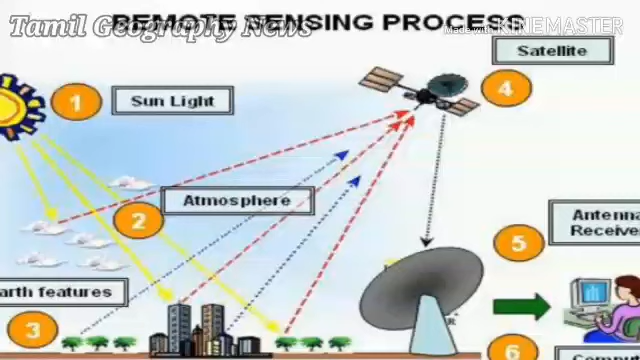 REMOTE SENSING PROCESS
Tamil Geography News
Made with KINEMASTER
Satellite
4
1
Sun Light
2
Atmosphere
5
Antenna
Receiver
arth features
3
6
Comput